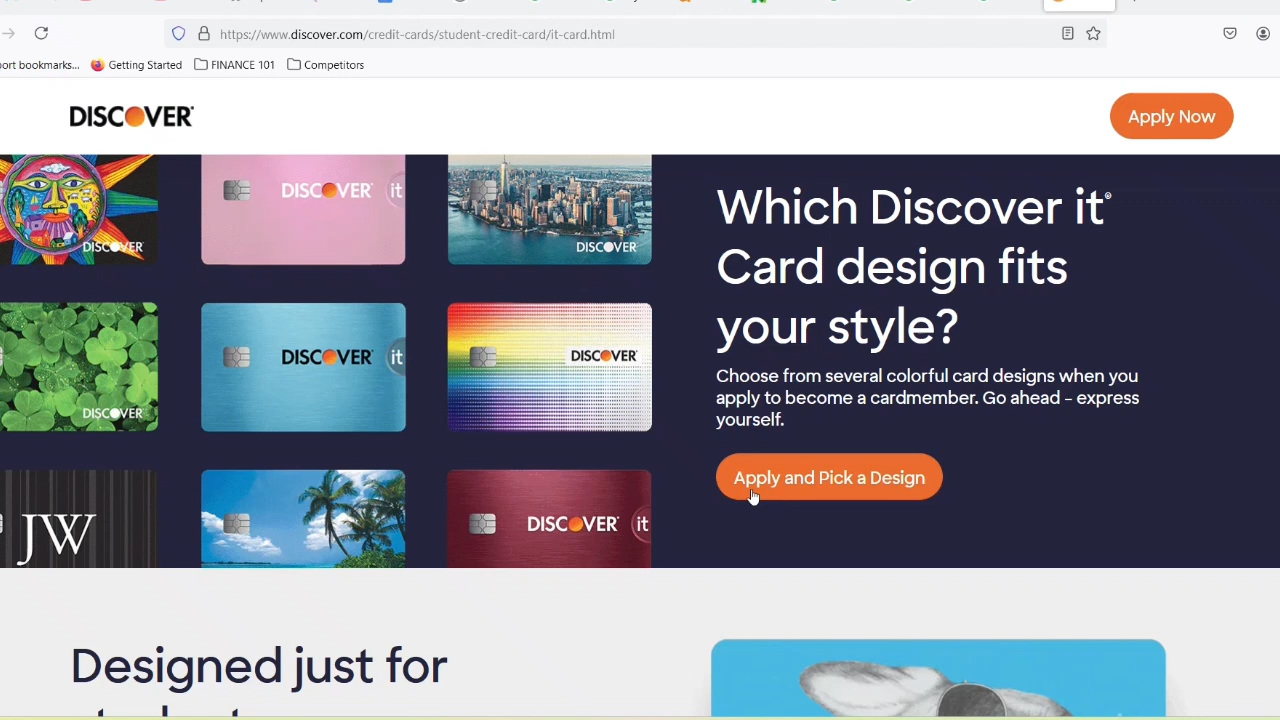 https://www.discover.com/credit-cards/student-credit-card/it-card.html
ort bookmarks... Getting Started FINANCE 101 Competitors
DISCOVER
Apply Now
DISCOVER
DISCOVER it
DISCOVER
Which Discover it®
Card design fits
your style?
DISCOVER
DISCOVER it
DISCOVER
Choose from several colorful card designs when you
apply to become a cardmember. Go ahead – express
yourself.
Apply and Pick a Design
JW
DISCOVER it
Designed just for